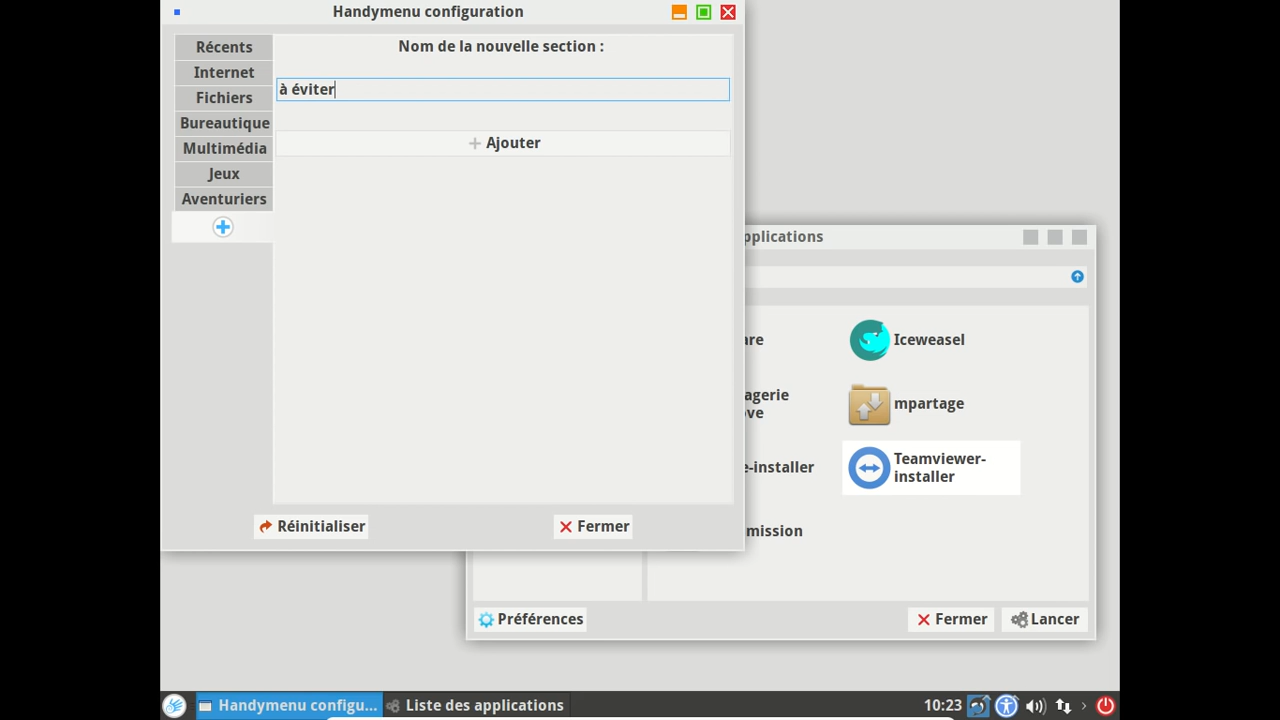 Handymenu configuration
Récents
Internet
Fichiers
Bureautique
Multimédia
Jeux
Aventuriers
Nom de la nouvelle section :
à éviter
Ajouter
Réinitialiser
Fermer
pplications
are
Iceweasel
agerie
ove
mpartage
e-installer
Teamviewer-
installer
mission
Préférences
Fermer
Lancer
Handymenu configu...
Liste des applications
10:23